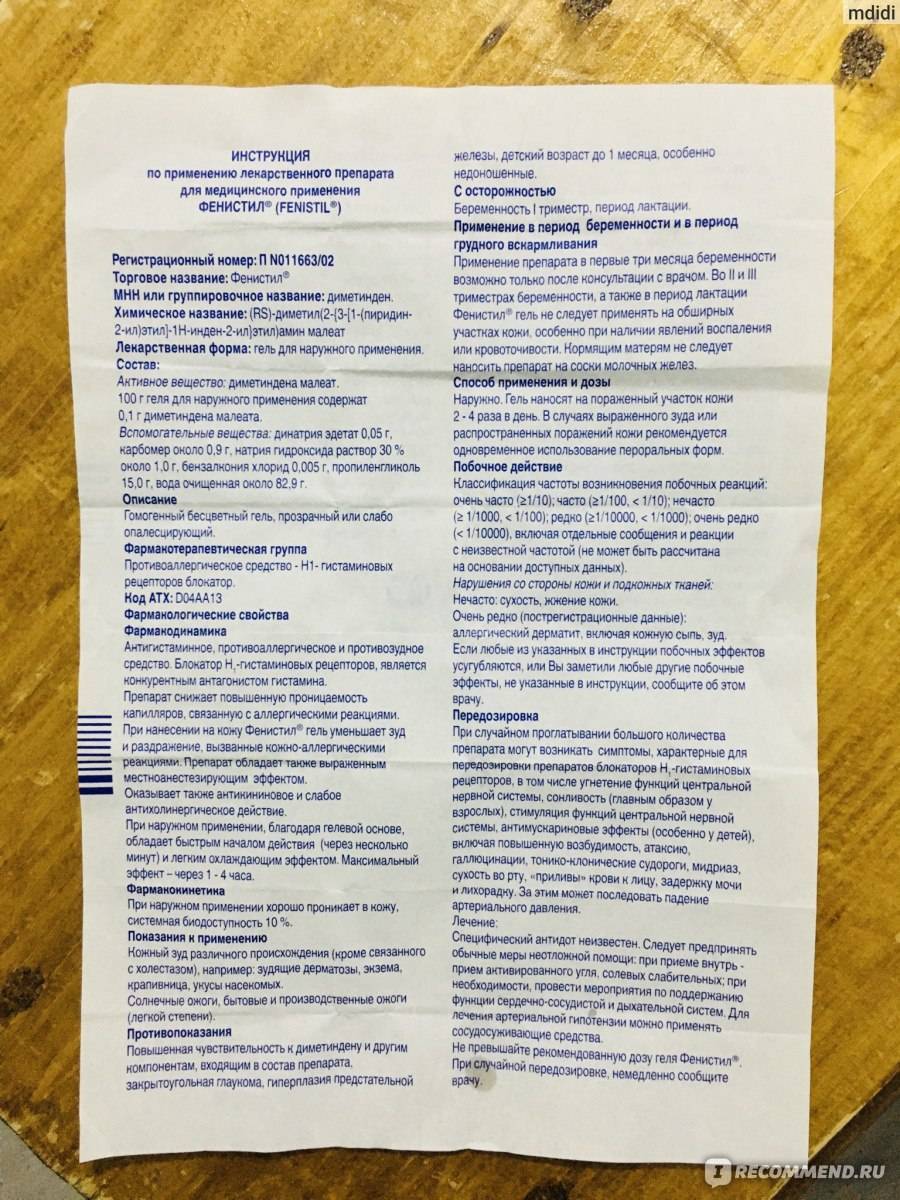 mdidi
ИНСТРУКЦИЯ
по применению лекарственного препарата
для медицинского применения
ФЕНИСТИЛ® (FENISTIL®)
Регистрационный номер: П N011663/02
Торговое название: Фенистил®
МНН или группировочное название: диметинден.
Химическое название: (RS)-диметил(2-{3-[1-(пиридин-
2-ил)этил]-1Н-инден-2-ил}этил)амин малеат
Лекарственная форма: гель для наружного применения.
Состав:
Активное вещество: диметиндена малеат.
100 г геля для наружного применения содержат
0,1 г диметиндена малеата.
Вспомогательные вещества: динатрия эдетат 0,05 г,
карбомер около 0,9 г, натрия гидроксида раствор 30 %
около 1,0 г, бензалкония хлорид 0,005 г, пропиленгликоль
15,0 г, вода очищенная около 82,9 г.
Описание
Гомогенный бесцветный гель, прозрачный или слабо
опалесцирующий.
Фармакотерапевтическая группа
Противоаллергическое средство - Н1- гистаминовых
рецепторов блокатор.
Код АТХ: D04AA13
Фармакологические свойства
Фармакодинамика
Антигистаминное, противоаллергическое и противозудное
средство. Блокатор Н₁-гистаминовых рецепторов, является
конкурентным антагонистом гистамина.
Препарат снижает повышенную проницаемость
капилляров, связанную с аллергическими реакциями.
При нанесении на кожу Фенистил® гель уменьшает зуд
и раздражение, вызванные кожно-аллергическими
реакциями. Препарат обладает также выраженным
местноанестезирующим эффектом.
Оказывает также антикининовое и слабое
антихолинергическое действие.
При наружном применении, благодаря гелевой основе,
обладает быстрым началом действия (через несколько
минут) и легким охлаждающим эффектом. Максимальный
эффект – через 1 - 4 часа.
Фармакокинетика
При наружном применении хорошо проникает в кожу,
системная биодоступность 10 %.
Показания к применению
Кожный зуд различного происхождения (кроме связанного
с холестазом), например: зудящие дерматозы, экзема,
крапивница, укусы насекомых.
Солнечные ожоги, бытовые и производственные ожоги
(легкой степени).
Противопоказания
Повышенная чувствительность к диметиндену и другим
компонентам, входящим в состав препарата,
закрытоугольная глаукома, гиперплазия предстательной
железы, детский возраст до 1 месяца, особенно
недоношенные.
С осторожностью
Беременность I триместр, период лактации.
Применение в период беременности и в период
грудного вскармливания
Применение препарата в первые три месяца беременности
возможно только после консультации с врачом. Во II и III
триместрах беременности, а также в период лактации
Фенистил® гель не следует применять на обширных
участках кожи, особенно при наличии явлений воспаления
или кровоточивости. Кормящим матерям не следует
наносить препарат на соски молочных желез.
Способ применения и дозы
Наружно. Гель наносят на пораженный участок кожи
2 - 4 раза в день. В случаях выраженного зуда или
распространенных поражений кожи рекомендуется
одновременное использование пероральных форм.
Побочное действие
Классификация частоты возникновения побочных реакций:
очень часто (≥1/10); часто (≥1/100, < 1/10); нечасто
(≥ 1/1000, < 1/100); редко (≥1/10000, < 1/1000); очень редко
(< 1/10000), включая отдельные сообщения и реакции
с неизвестной частотой (не может быть рассчитана
на основании доступных данных).
Нарушения со стороны кожи и подкожных тканей:
Нечасто: сухость, жжение кожи.
Очень редко (пострегистрационные данные):
аллергический дерматит, включая кожную сыпь, зуд.
Если любые из указанных в инструкции побочных эффектов
усугубляются, или Вы заметили любые другие побочные
эффекты, не указанные в инструкции, сообщите об этом
врачу.
Передозировка
При случайном проглатывании большого количества
препарата могут возникать симптомы, характерные для
передозировки препаратов блокаторов Н₁-гистаминовых
рецепторов, в том числе угнетение функций центральной
нервной системы, сонливость (главным образом у
взрослых), стимуляция функций центральной нервной
системы, антимускариновые эффекты (особенно у детей),
включая повышенную возбудимость, атаксию,
галлюцинации, тонико-клонические судороги, мидриаз,
сухость во рту, «приливы» крови к лицу, задержку мочи
и лихорадку. За этим может последовать падение
артериального давления.
Лечение:
Специфический антидот неизвестен. Следует предпринять
обычные меры неотложной помощи: при приеме внутрь -
прием активированного угля, солевых слабительных; при
необходимости, провести мероприятия по поддержанию
функции сердечно-сосудистой и дыхательной систем. Для
лечения артериальной гипотензии можно применять
сосудосуживающие средства.
Не превышайте рекомендованную дозу геля Фенистил®.
При случайной передозировке, немедленно сообщите
врачу.
I RECOMMEND.RU